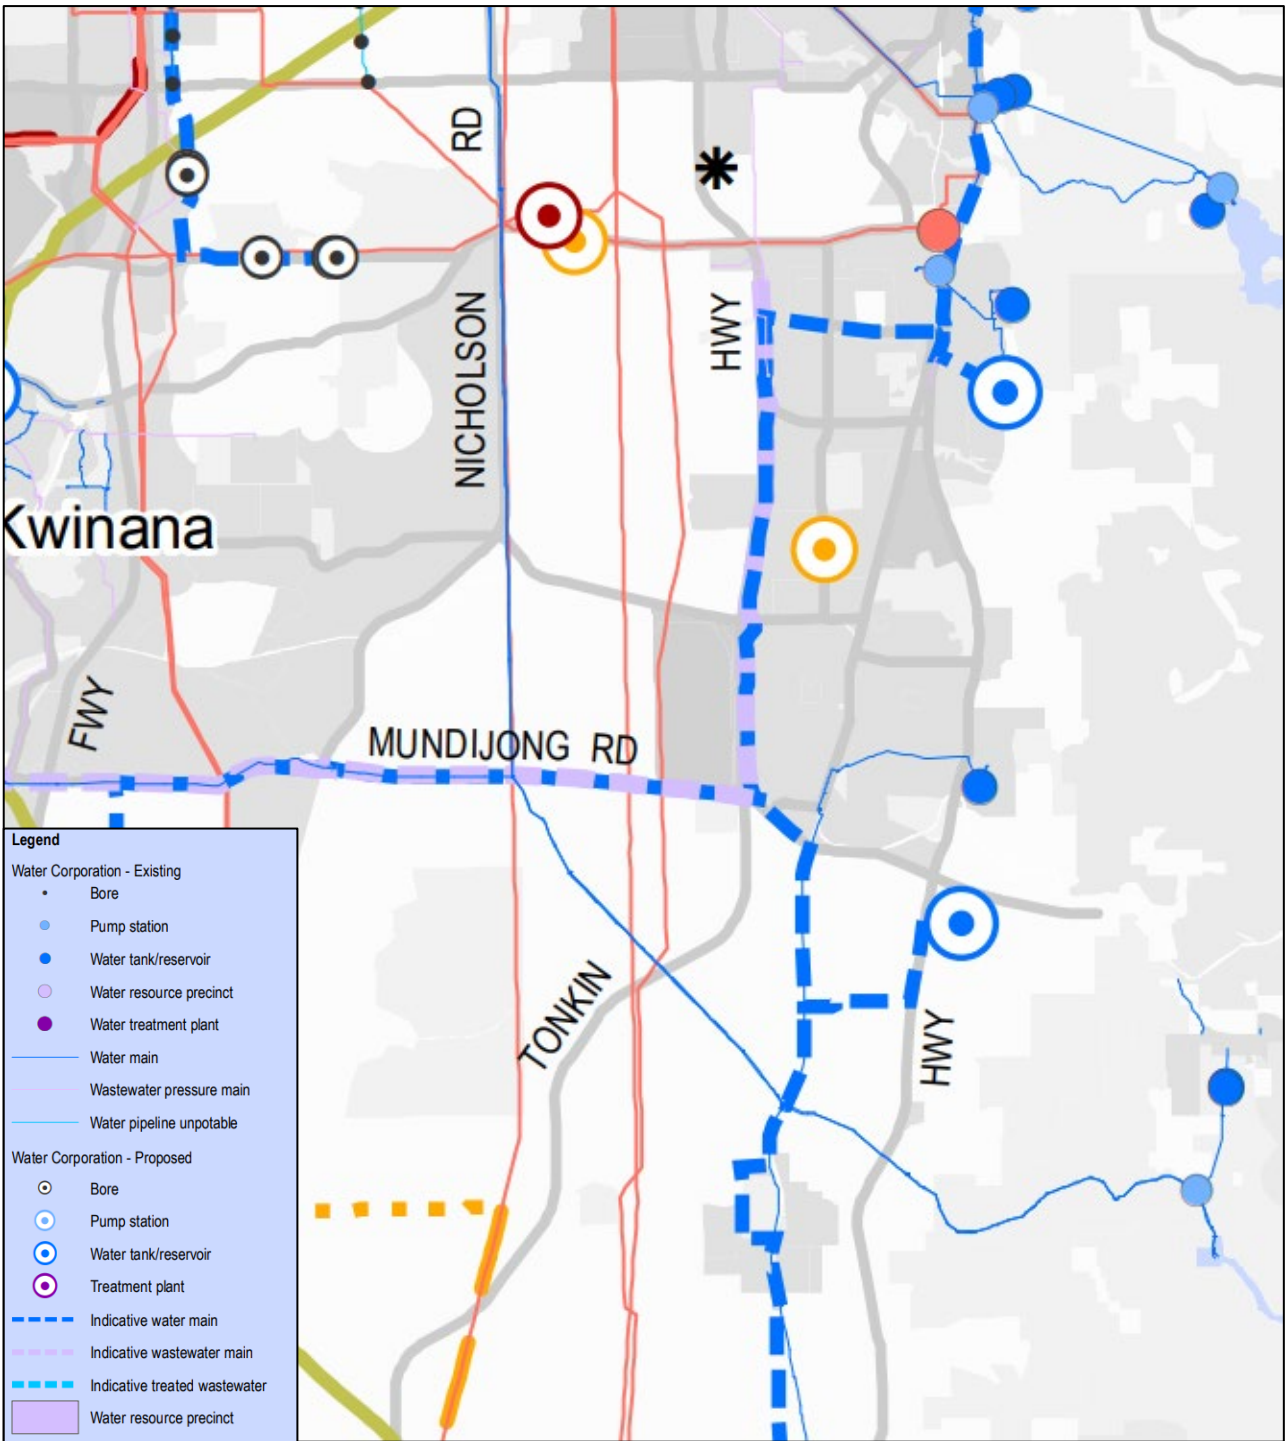 RD
NICHOLSON
HWY
Kwinana
FWY
MUNDIJONG RD
TONKIN
HWY
Legend
Water Corporation - Existing
Bore
Pump station
Water tank/reservoir
Water resource precinct
Water treatment plant
Water main
Wastewater pressure main
Water pipeline unpotable
Water Corporation - Proposed
Bore
Pump station
Water tank/reservoir
Treatment plant
Indicative water main
Indicative wastewater main
Indicative treated wastewater
Water resource precinct